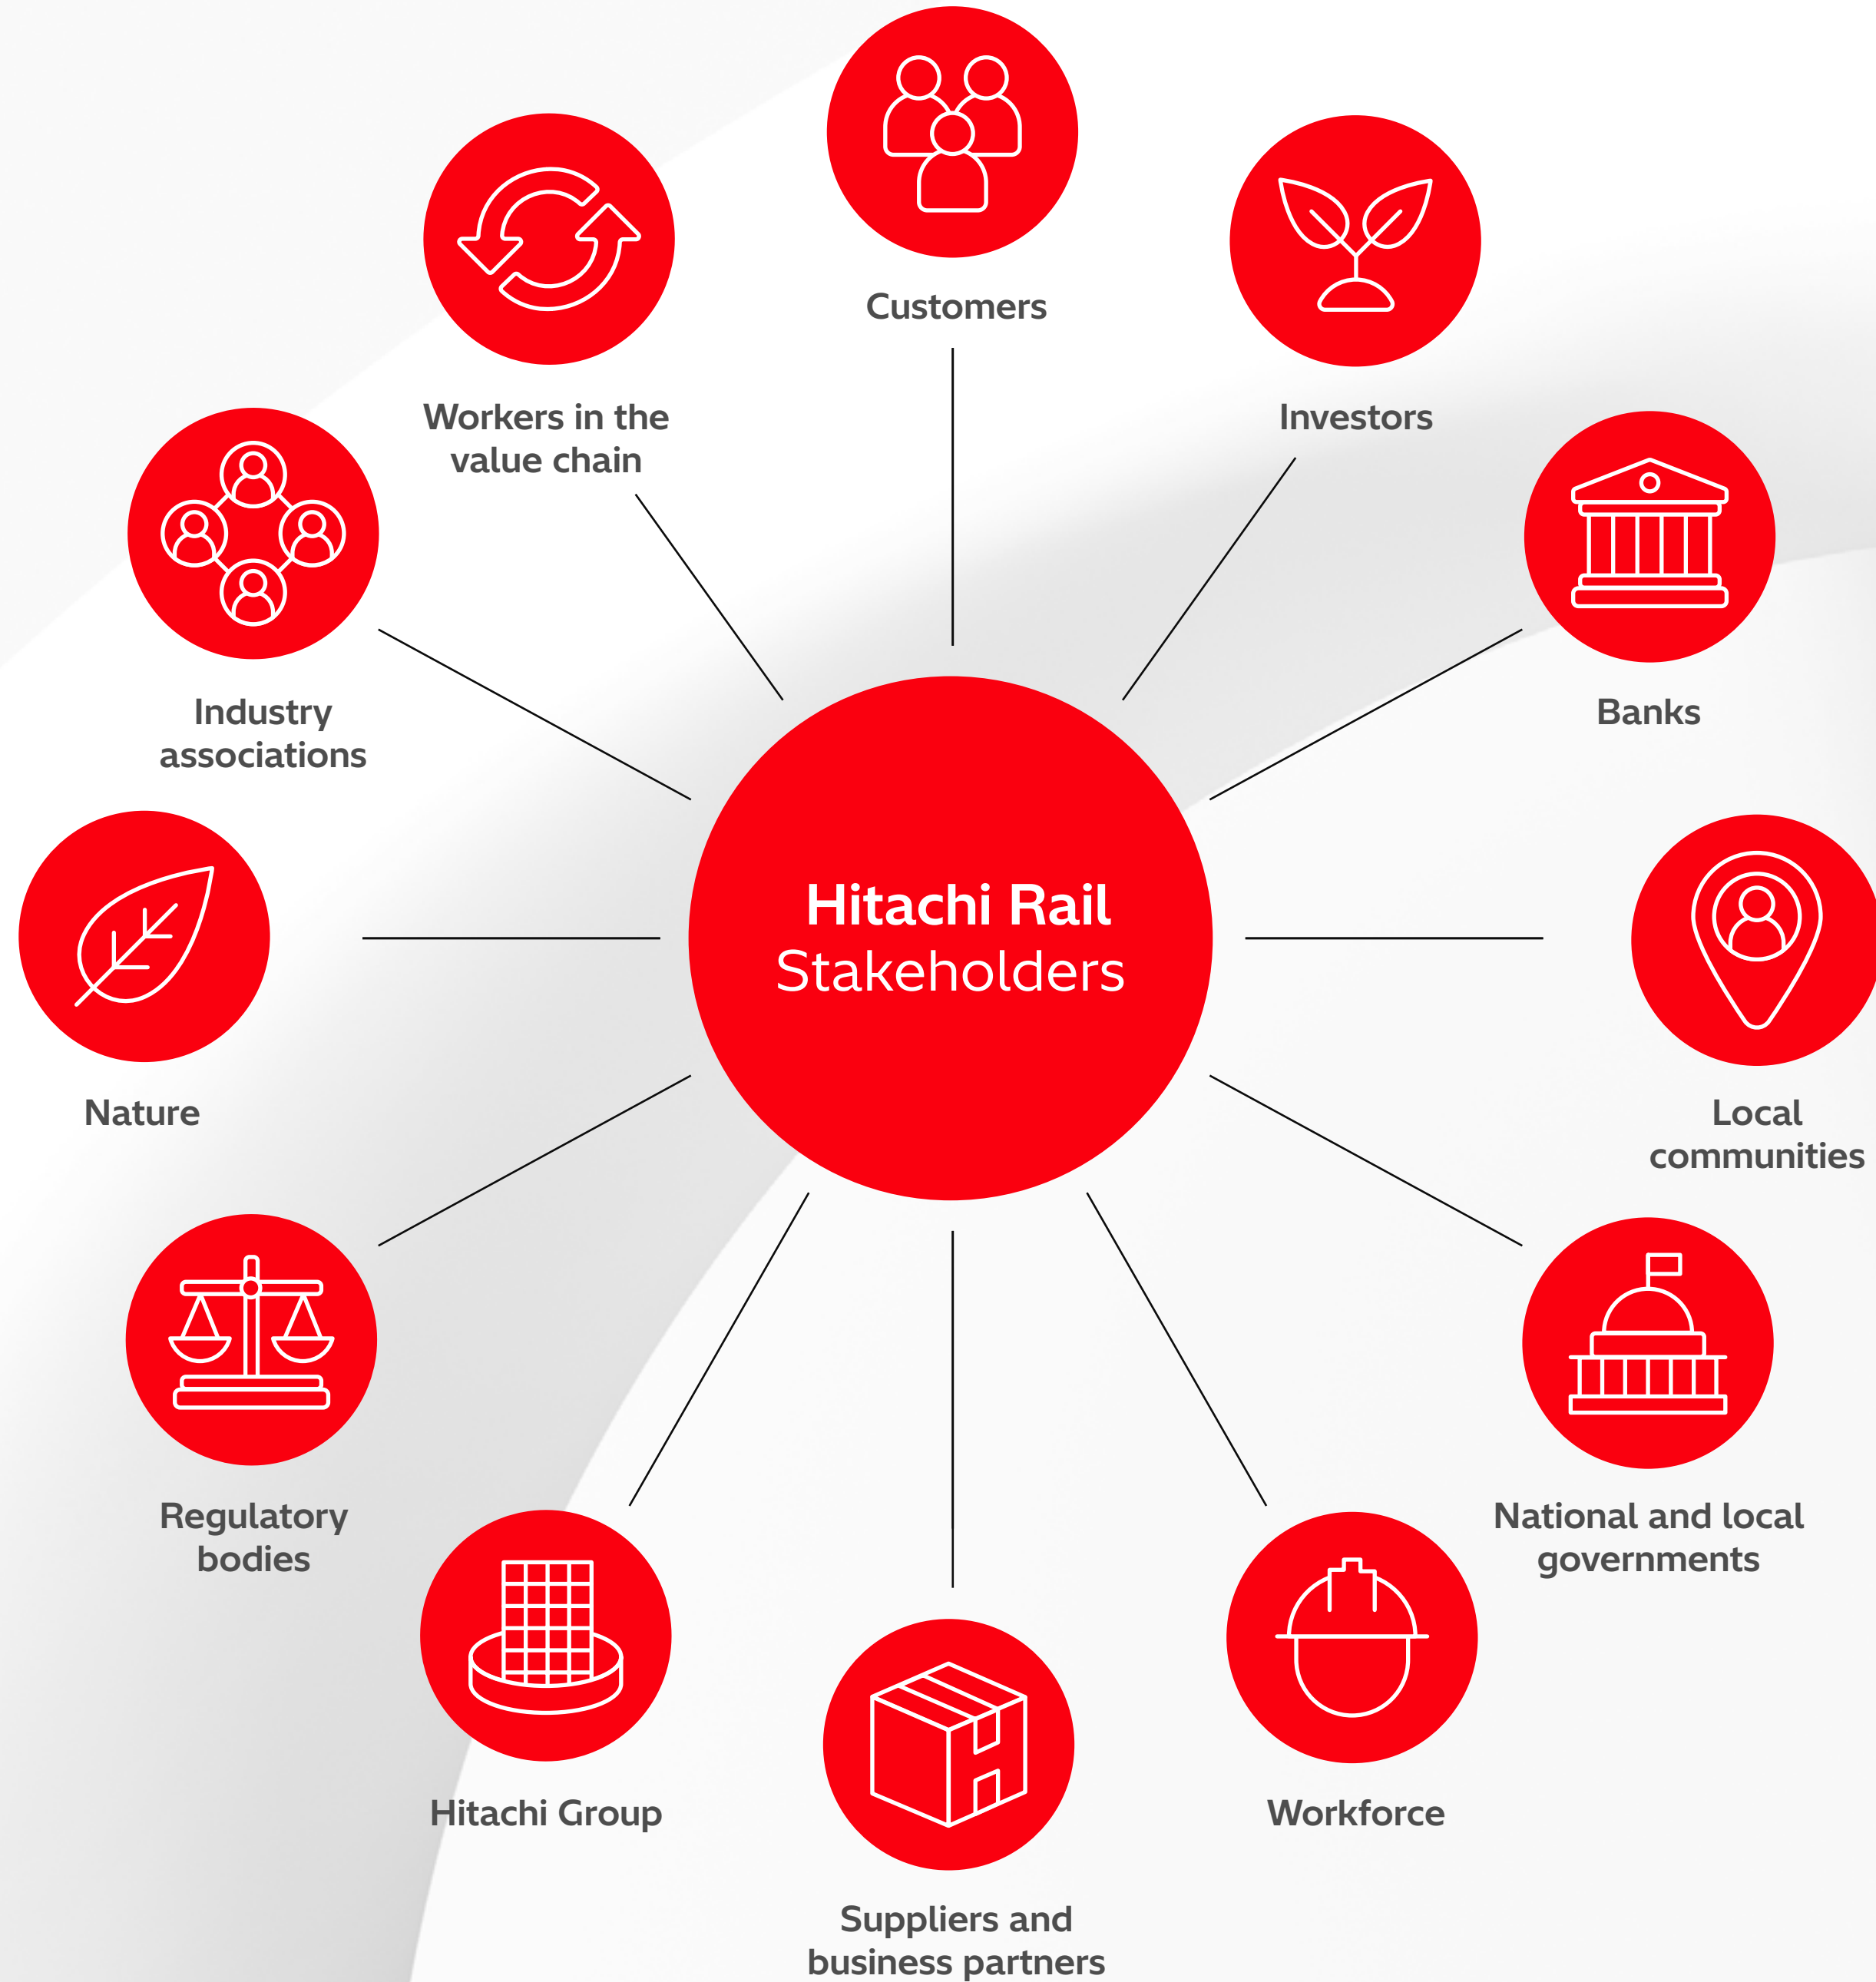 Customers
Workers in the
value chain
Investors
Industry
associations
Banks
Hitachi Rail
Stakeholders
Nature
Local
communities
Regulatory
bodies
National and local
governments
Hitachi Group
Workforce
Suppliers and
business partners